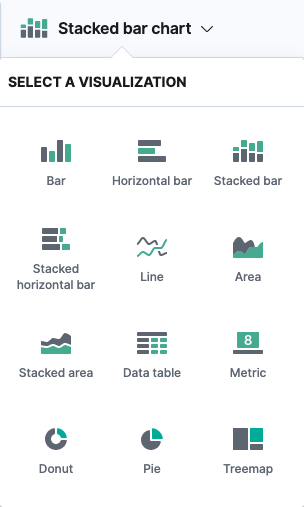 Stacked bar chart
SELECT A VISUALIZATION
Bar
Horizontal bar
Stacked bar
Stacked
horizontal bar
Line
Area
Stacked area
Data table
8
Metric
Donut
Pie
Treemap